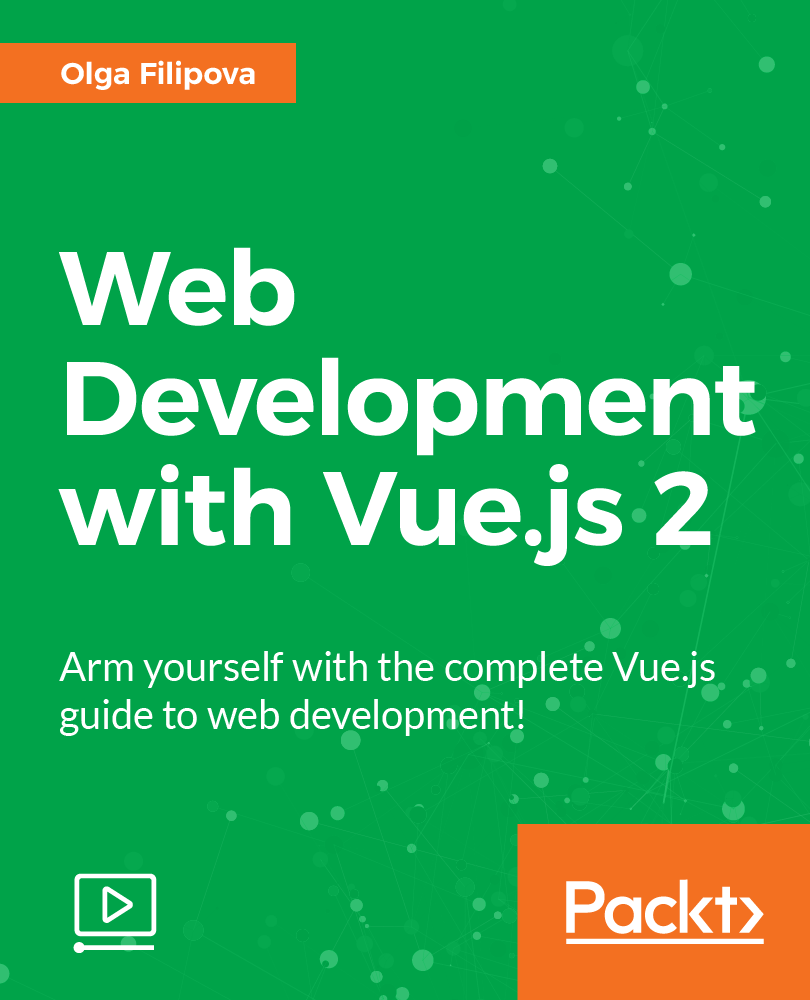 Olga Filipova
Web
Development
with Vue.js 2
Arm yourself with the complete Vue.js
guide to web development!
Packt>